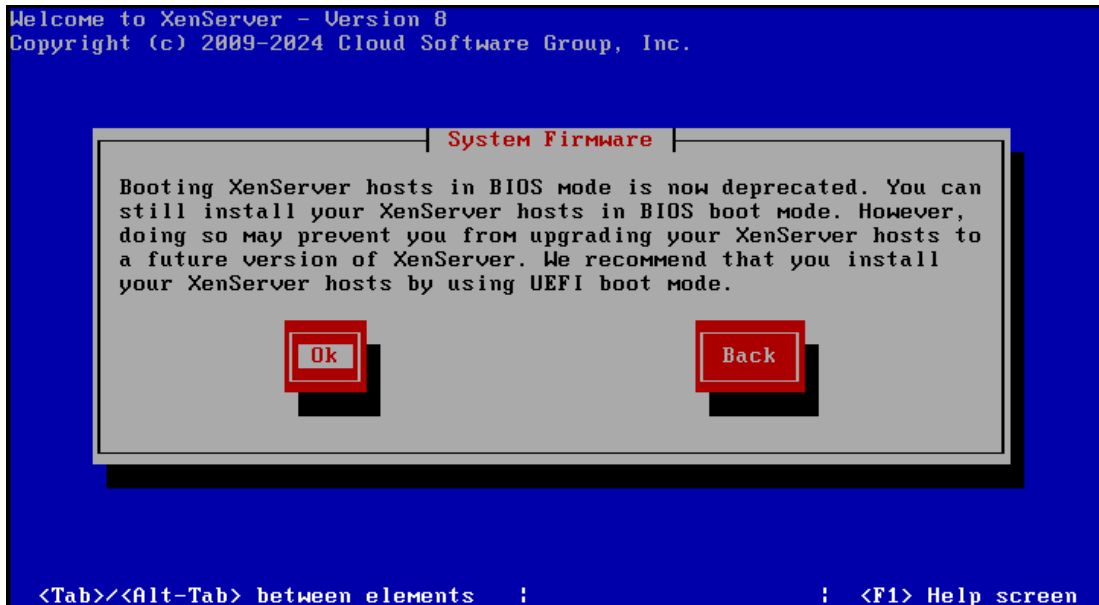 Welcome to XenServer - Version 8
Copyright (c) 2009-2024 Cloud Software Group, Inc.
System Firmware
Booting XenServer hosts in BIOS mode is now deprecated. You can
still install your XenServer hosts in BIOS boot mode. However,
doing so may prevent you from upgrading your XenServer hosts to
a future version of XenServer. We recommend that you install
your XenServer hosts by using UEFI boot mode.
Ok Back
<Tab>/<Alt-Tab> between elements ¦ ¦ <F1> Help screen